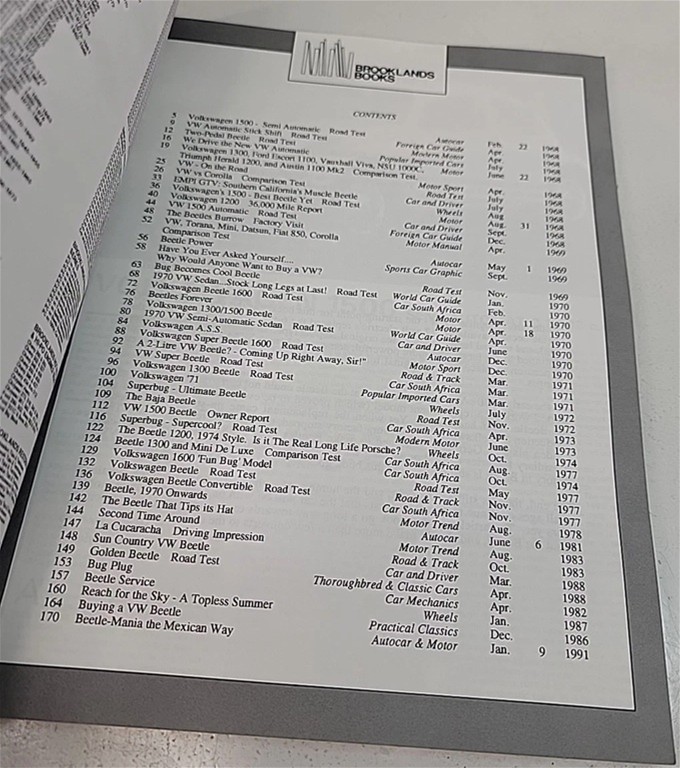 BROOKLANDS
BOOKS
CONTENTS
5 Volkswagen 1500 - Semi Automatic Road Test Autocar Feb. 22 1968
9 VW Automatic Stick Shift Road Test Foreign Car Guide Apr. 1968
12 Two-Pedal Beetle Road Test Modern Motor Apr. 1968
16 We Drive the New VW Automatic Popular Imported Cars July 1968
19 Volkswagen 1300, Ford Escort 1100, Vauxhall Viva, NSU 1000C,
Triumph Herald 1200, and Austin 1100 Mk2 Comparison Test. Motor June 22 1968
25 VW - On the Road Motor Sport Apr. 1968
26 VW vs Corolla Comparison Test Road Test July 1968
33 EMPI GTV: Southern California's Muscle Beetle Car and Driver July 1968
36 Volkswagen's 1500 - Best Beetle Yet Road Test Wheels Aug 1968
40 Volkswagen 1200 36,000 Mile Report Motor Aug. 31 1968
44 VW 1500 Automatic Road Test Car and Driver Sept. 1968
48 The Beetles Burrow Factory Visit Foreign Car Guide Dec. 1968
52 VW, Torana, Mini, Datsun, Fiat 850, Corolla
Comparison Test Motor Manual Apr. 1969
56 Beetle Power Autocar May 1 1969
58 Have You Ever Asked Yourself....
Why Would Anyone Want to Buy a VW? Sports Car Graphic Sept. 1969
63 Bug Becomes Cool Beetle Road Test Nov. 1969
68 1970 VW Sedan...Stock Long Legs at Last! Road Test World Car Guide Jan. 1970
72 Volkswagen Beetle 1600 Road Test Car South Africa Feb. 1970
76 Beetles Forever Motor Apr. 11 1970
78 Volkswagen 1300/1500 Beetle Motor Apr. 18 1970
80 1970 VW Semi-Automatic Sedan Road Test World Car Guide Apr. 1970
84 Volkswagen A.S.S. Car and Driver June 1970
88 Volkswagen Super Beetle 1600 Road Test Autocar Dec. 1970
92 A 2-Litre VW Beetle? - Coming Up Right Away, Sir!" Motor Sport Dec. 1970
94 VW Super Beetle Road Test Road & Track Mar. 1971
96 Volkswagen 1300 Beetle Road Test Car South Africa Mar. 1971
100 Volkswagen '71 Popular Imported Cars Mar. 1971
104 Superbug - Ultimate Beetle Wheels July 1972
109 The Baja Beetle Road Test Nov. 1972
112 VW 1500 Beetle Owner Report Car South Africa Apr. 1973
116 Superbug - Supercool? Road Test Modern Motor June 1973
122 The Beetle 1200, 1974 Style. Is it The Real Long Life Porsche? Wheels Oct. 1974
124 Beetle 1300 and Mini De Luxe Comparison Test Car South Africa Aug. 1977
129 Volkswagen 1600 'Fun Bug' Model Car South Africa Oct. 1974
132 Volkswagen Beetle Road Test Road Test May 1977
136 Volkswagen Beetle Convertible Road Test Road & Track Nov. 1977
139 Beetle, 1970 Onwards Car South Africa Nov. 1977
142 The Beetle That Tips its Hat Motor Trend Aug. 1978
144 Second Time Around Autocar June 6 1981
147 La Cucaracha Driving Impression Motor Trend Aug. 1983
148 Sun Country VW Beetle Road & Track Oct. 1983
149 Golden Beetle Road Test Car and Driver Mar. 1988
153 Bug Plug Thoroughbred & Classic Cars Apr. 1988
157 Beetle Service Car Mechanics Apr. 1982
160 Reach for the Sky - A Topless Summer Wheels Jan. 1987
164 Buying a VW Beetle Practical Classics Dec. 1986
170 Beetle-Mania the Mexican Way Autocar & Motor Jan. 9 1991